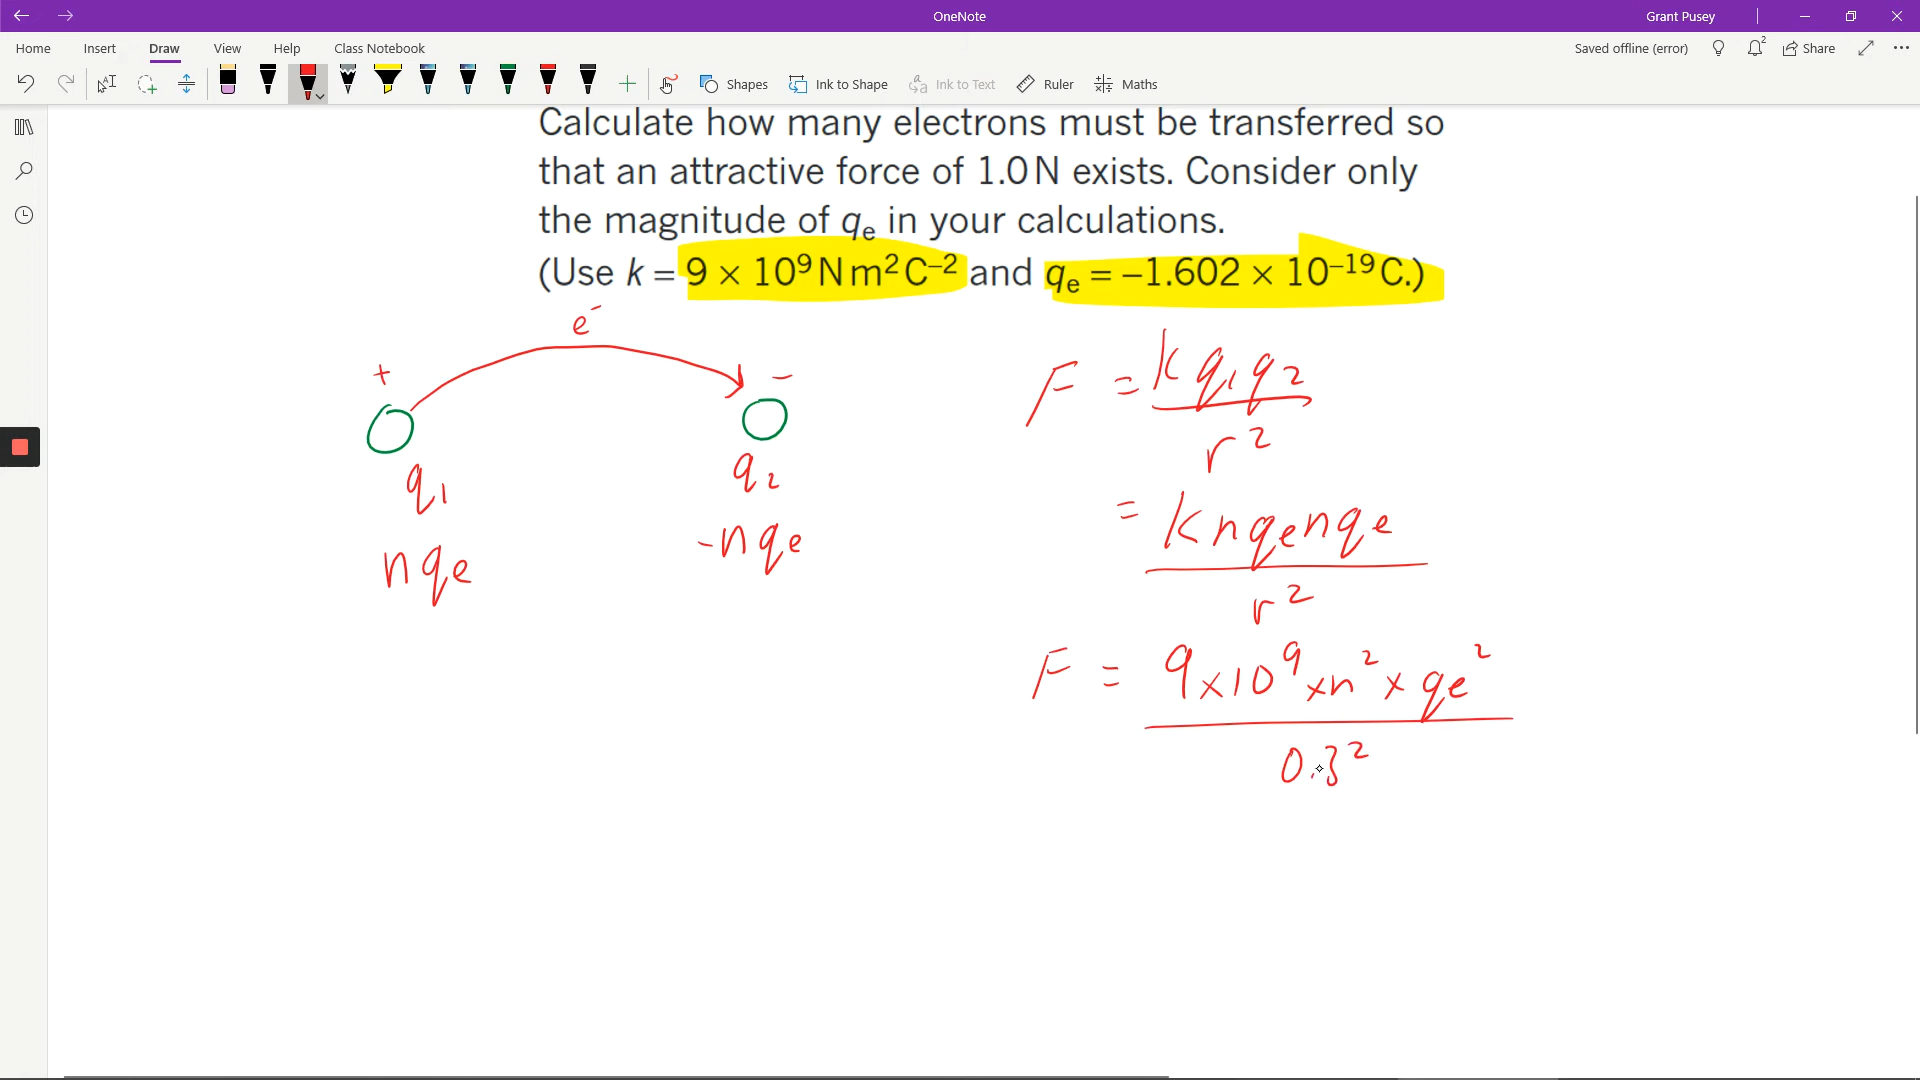 OneNote
Grant Pusey
Home Insert Draw View Help Class Notebook
Saved offline (error) 2 Share
Shapes Ink to Shape Ink to Text Ruler Maths
Calculate how many electrons must be transferred so
that an attractive force of 1.0 N exists. Consider only
the magnitude of qₑ in your calculations.
(Use k = 9 × 10⁹ N m² C⁻² and qₑ = −1.602 × 10⁻¹⁹ C.)
e⁻
+ −
q₁ q₂
nqe -nqe
F = kq₁q₂
r²
= Knqenqe
r²
F = 9×10⁹×n²×qe²
0.3²